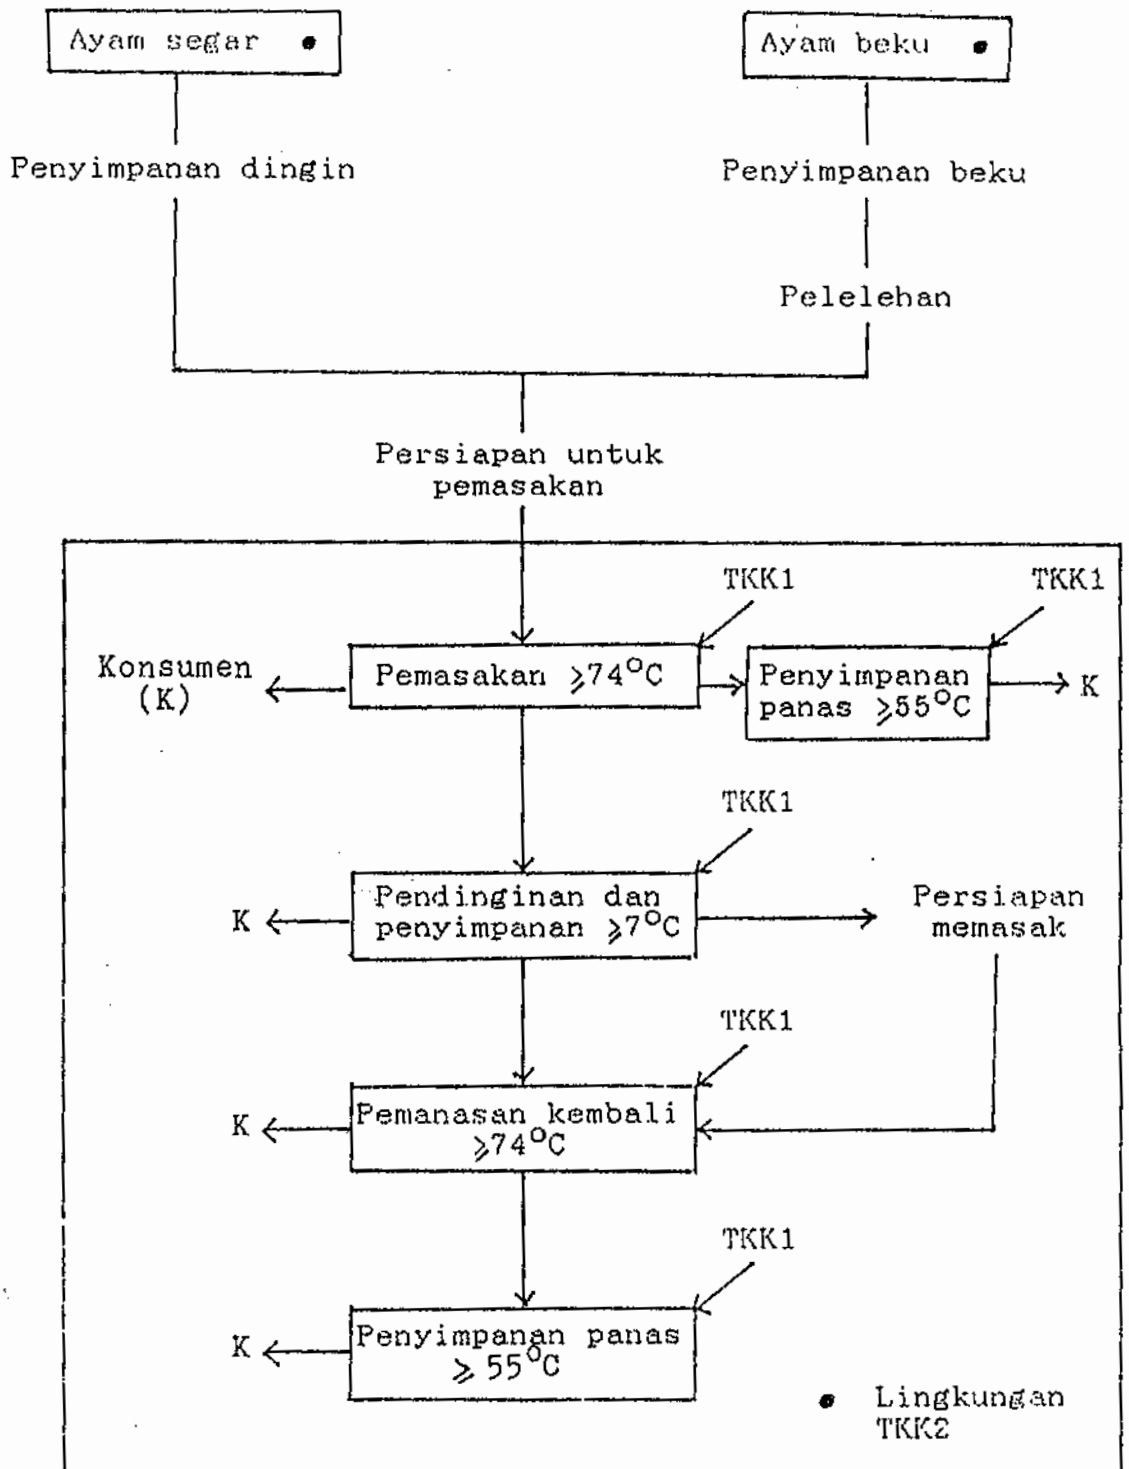 Ayam segar ●
Ayam beku ●
Penyimpanan dingin
Penyimpanan beku
Pelelehan
Persiapan untuk
pemasakan
TKK1
TKK1
Konsumen
(K)
Pemasakan ≥74°C
Penyimpanan
panas ≥55°C
K
TKK1
K
Pendinginan dan
penyimpanan ≥7°C
Persiapan
memasak
TKK1
K
Pemanasan kembali
≥74°C
TKK1
K
Penyimpanan panas
≥ 55°C
● Lingkungan
TKK2